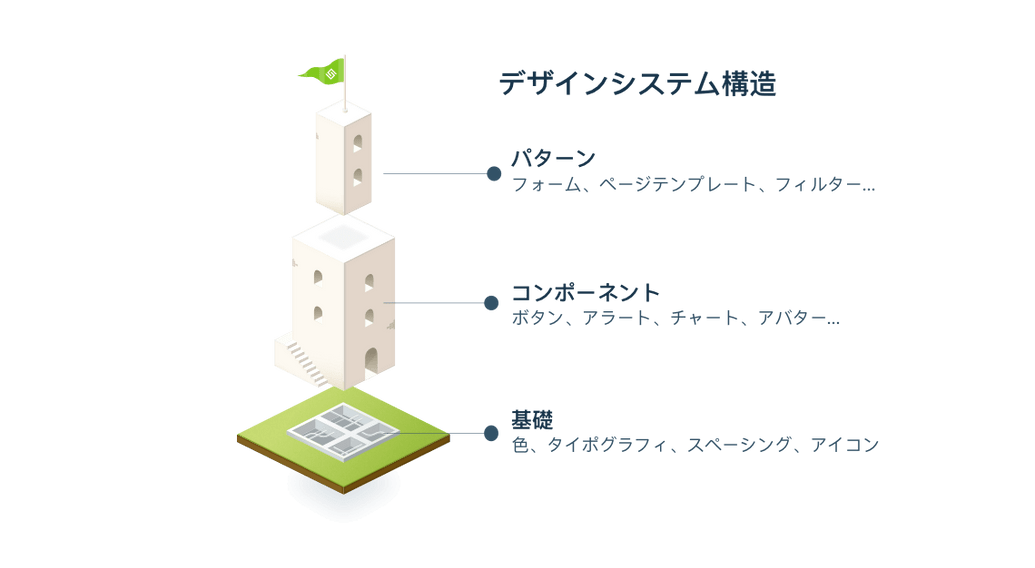 デザインシステム構造
パターン
フォーム、ページテンプレート、フィルター...
コンポーネント
ボタン、アラート、チャート、アバター...
基礎
色、タイポグラフィ、スペーシング、アイコン